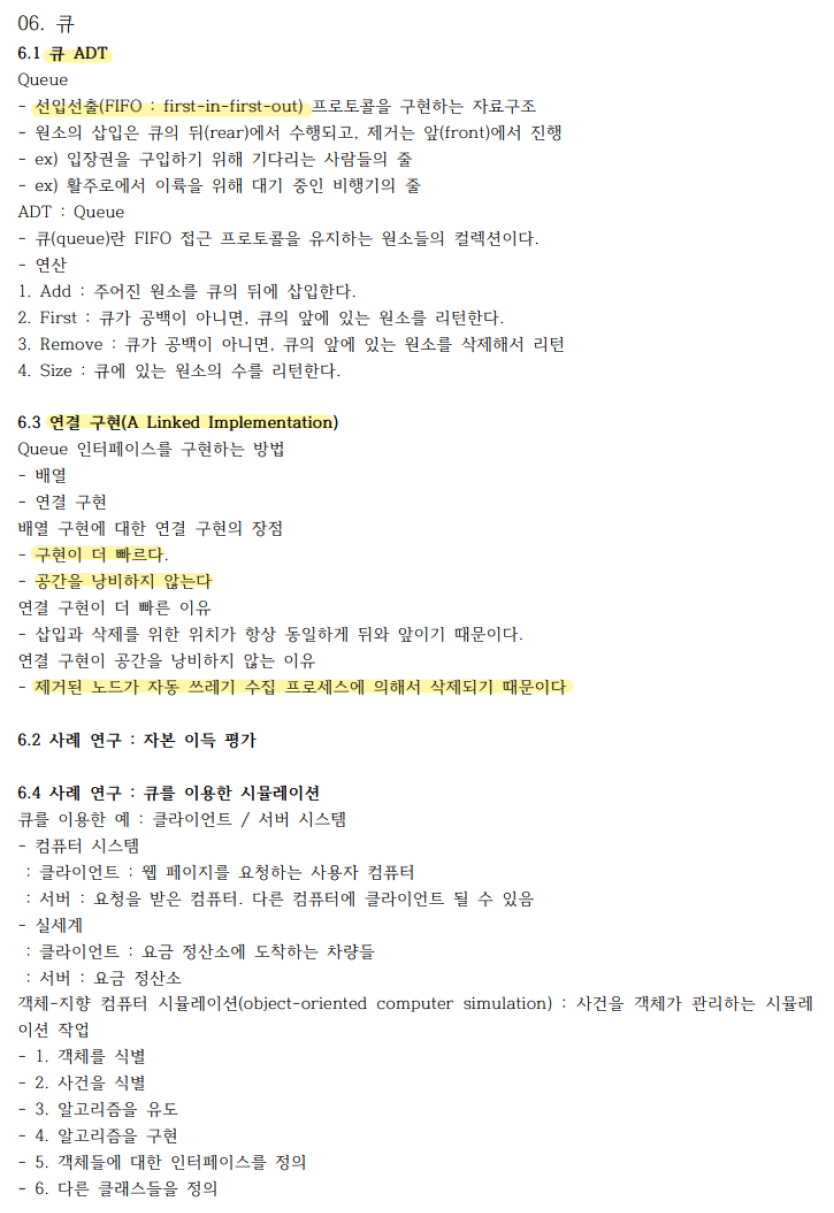 06. 큐
6.1 큐 ADT
Queue
- 선입선출(FIFO : first-in-first-out) 프로토콜을 구현하는 자료구조
- 원소의 삽입은 큐의 뒤(rear)에서 수행되고, 제거는 앞(front)에서 진행
- ex) 입장권을 구입하기 위해 기다리는 사람들의 줄
- ex) 활주로에서 이륙을 위해 대기 중인 비행기의 줄
ADT : Queue
- 큐(queue)란 FIFO 접근 프로토콜을 유지하는 원소들의 컬렉션이다.
- 연산
1. Add : 주어진 원소를 큐의 뒤에 삽입한다.
2. First : 큐가 공백이 아니면, 큐의 앞에 있는 원소를 리턴한다.
3. Remove : 큐가 공백이 아니면, 큐의 앞에 있는 원소를 삭제해서 리턴
4. Size : 큐에 있는 원소의 수를 리턴한다.
6.3 연결 구현(A Linked Implementation)
Queue 인터페이스를 구현하는 방법
- 배열
- 연결 구현
배열 구현에 대한 연결 구현의 장점
- 구현이 더 빠르다.
- 공간을 낭비하지 않는다
연결 구현이 더 빠른 이유
- 삽입과 삭제를 위한 위치가 항상 동일하게 뒤와 앞이기 때문이다.
연결 구현이 공간을 낭비하지 않는 이유
- 제거된 노드가 자동 쓰레기 수집 프로세스에 의해서 삭제되기 때문이다
6.2 사례 연구 : 자본 이득 평가
6.4 사례 연구 : 큐를 이용한 시뮬레이션
큐를 이용한 예 : 클라이언트 / 서버 시스템
- 컴퓨터 시스템
: 클라이언트 : 웹 페이지를 요청하는 사용자 컴퓨터
: 서버 : 요청을 받은 컴퓨터. 다른 컴퓨터에 클라이언트 될 수 있음
- 실세계
: 클라이언트 : 요금 정산소에 도착하는 차량들
: 서버 : 요금 정산소
객체-지향 컴퓨터 시뮬레이션(object-oriented computer simulation) : 사건을 객체가 관리하는 시뮬레
이션 작업
- 1. 객체를 식별
- 2. 사건을 식별
- 3. 알고리즘을 유도
- 4. 알고리즘을 구현
- 5. 객체들에 대한 인터페이스를 정의
- 6. 다른 클래스들을 정의